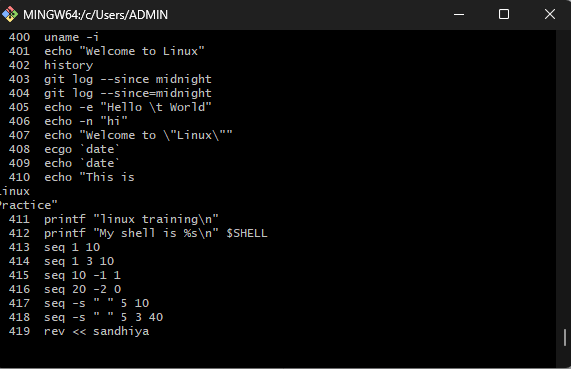 MINGW64:/c/Users/ADMIN
400 uname -i
401 echo "Welcome to Linux"
402 history
403 git log --since midnight
404 git log --since=midnight
405 echo -e "Hello \t World"
406 echo -n "hi"
407 echo "Welcome to \"Linux\""
408 ecgo `date`
409 echo `date`
410 echo "This is
Linux
Practice"
411 printf "linux training\n"
412 printf "My shell is %s\n" $SHELL
413 seq 1 10
414 seq 1 3 10
415 seq 10 -1 1
416 seq 20 -2 0
417 seq -s " " 5 10
418 seq -s " " 5 3 40
419 rev << sandhiya